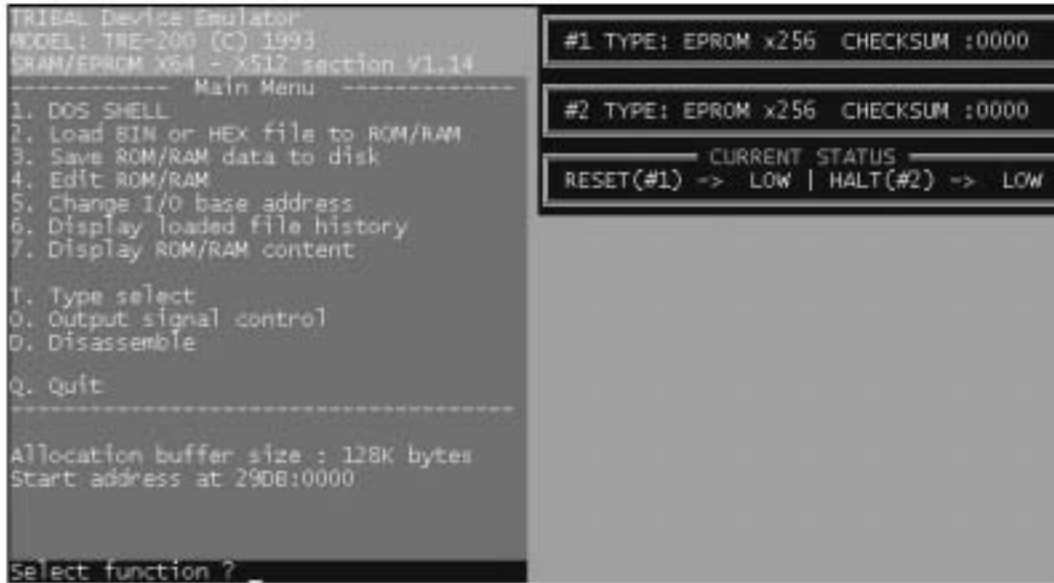 TRIBAL Device Emulator
MODEL: TRE-200 (C) 1993
SRAM/EPROM X64 - X512 section V1.14
------------ Main Menu -------------
1. DOS SHELL
2. Load BIN or HEX file to ROM/RAM
3. Save ROM/RAM data to disk
4. Edit ROM/RAM
5. Change I/O base address
6. Display loaded file history
7. Display ROM/RAM content
T. Type select
O. Output signal control
D. Disassemble
Q. Quit
---------------------------------------
Allocation buffer size : 128K bytes
Start address at 29DB:0000
Select function ? _
#1 TYPE: EPROM x256 CHECKSUM :0000
#2 TYPE: EPROM x256 CHECKSUM :0000
CURRENT STATUS
RESET(#1) -> LOW | HALT(#2) -> LOW